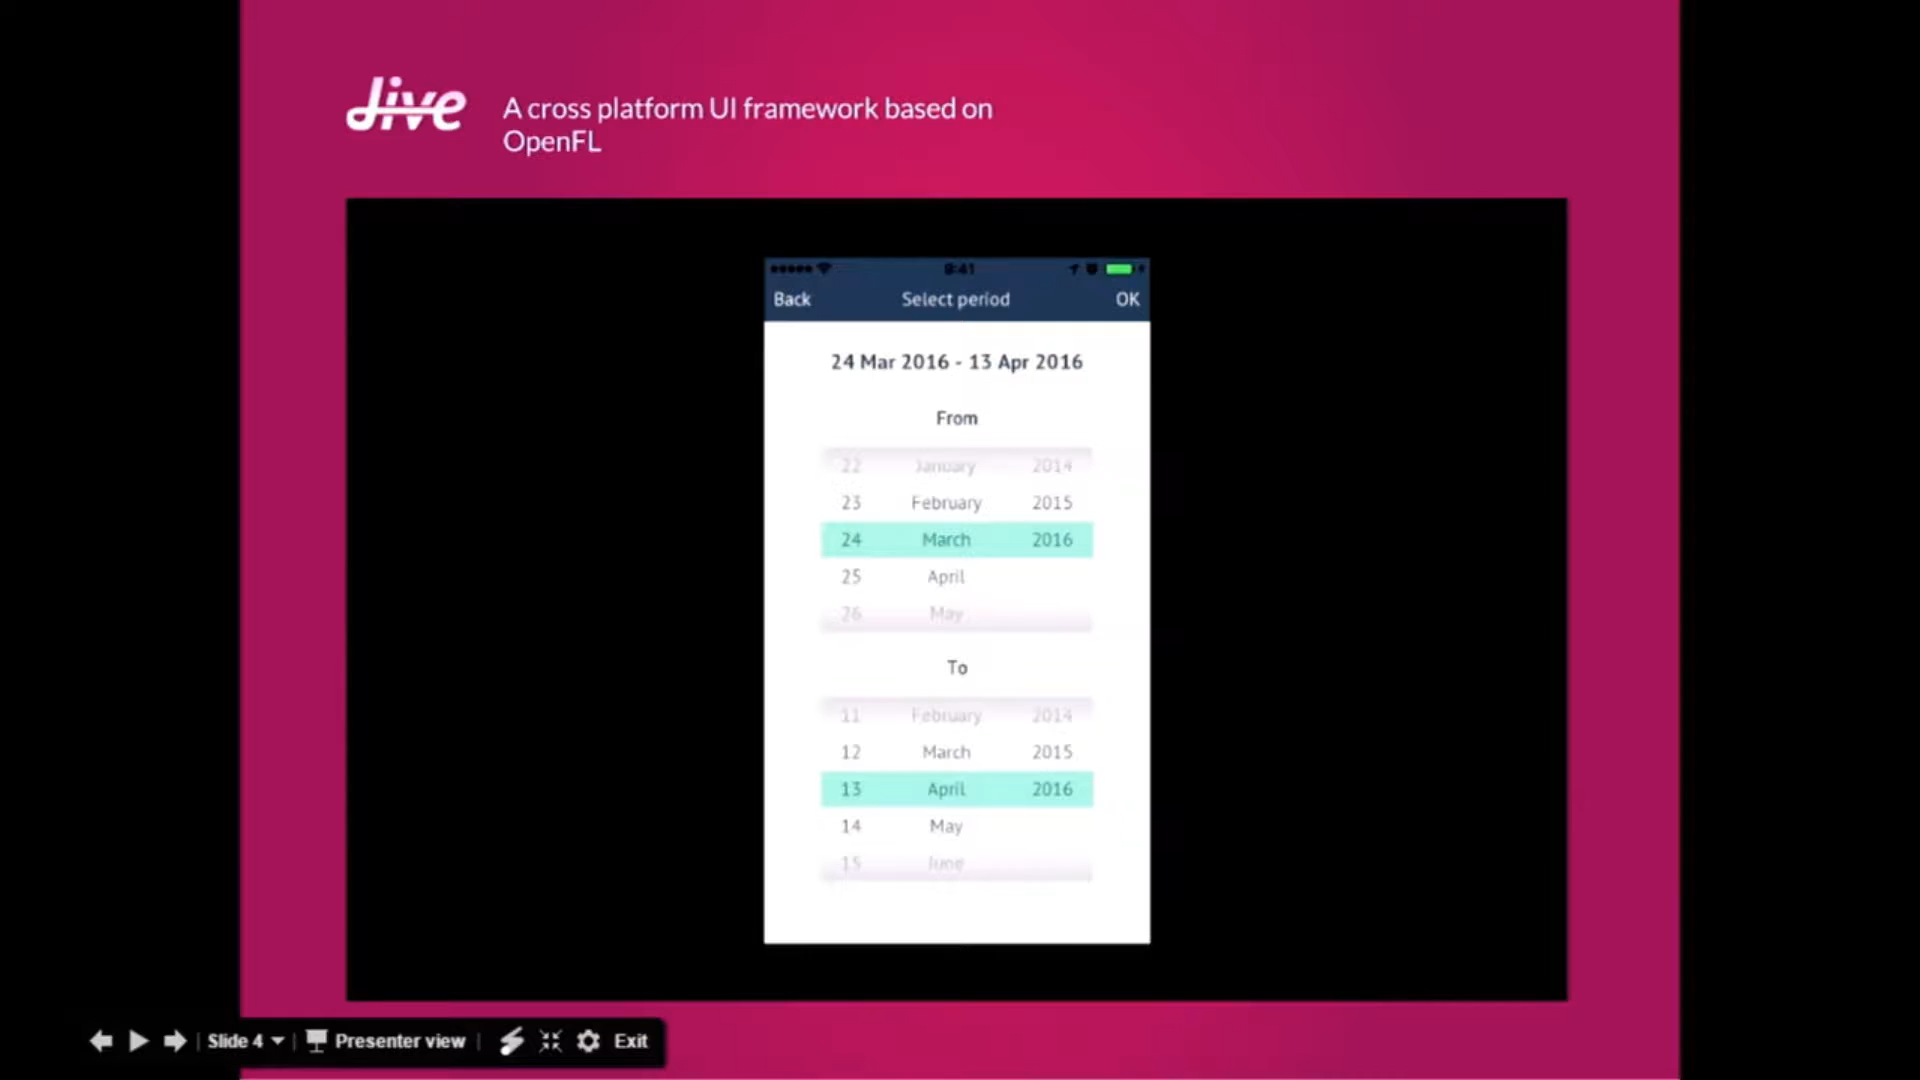 jive
A cross platform UI framework based on
OpenFL
9:41
Back Select period OK
24 Mar 2016 - 13 Apr 2016
From
22 January 2014
23 February 2015
24 March 2016
25 April
26 May
To
11 February 2014
12 March 2015
13 April 2016
14 May
15 June
Slide 4 Presenter view Exit